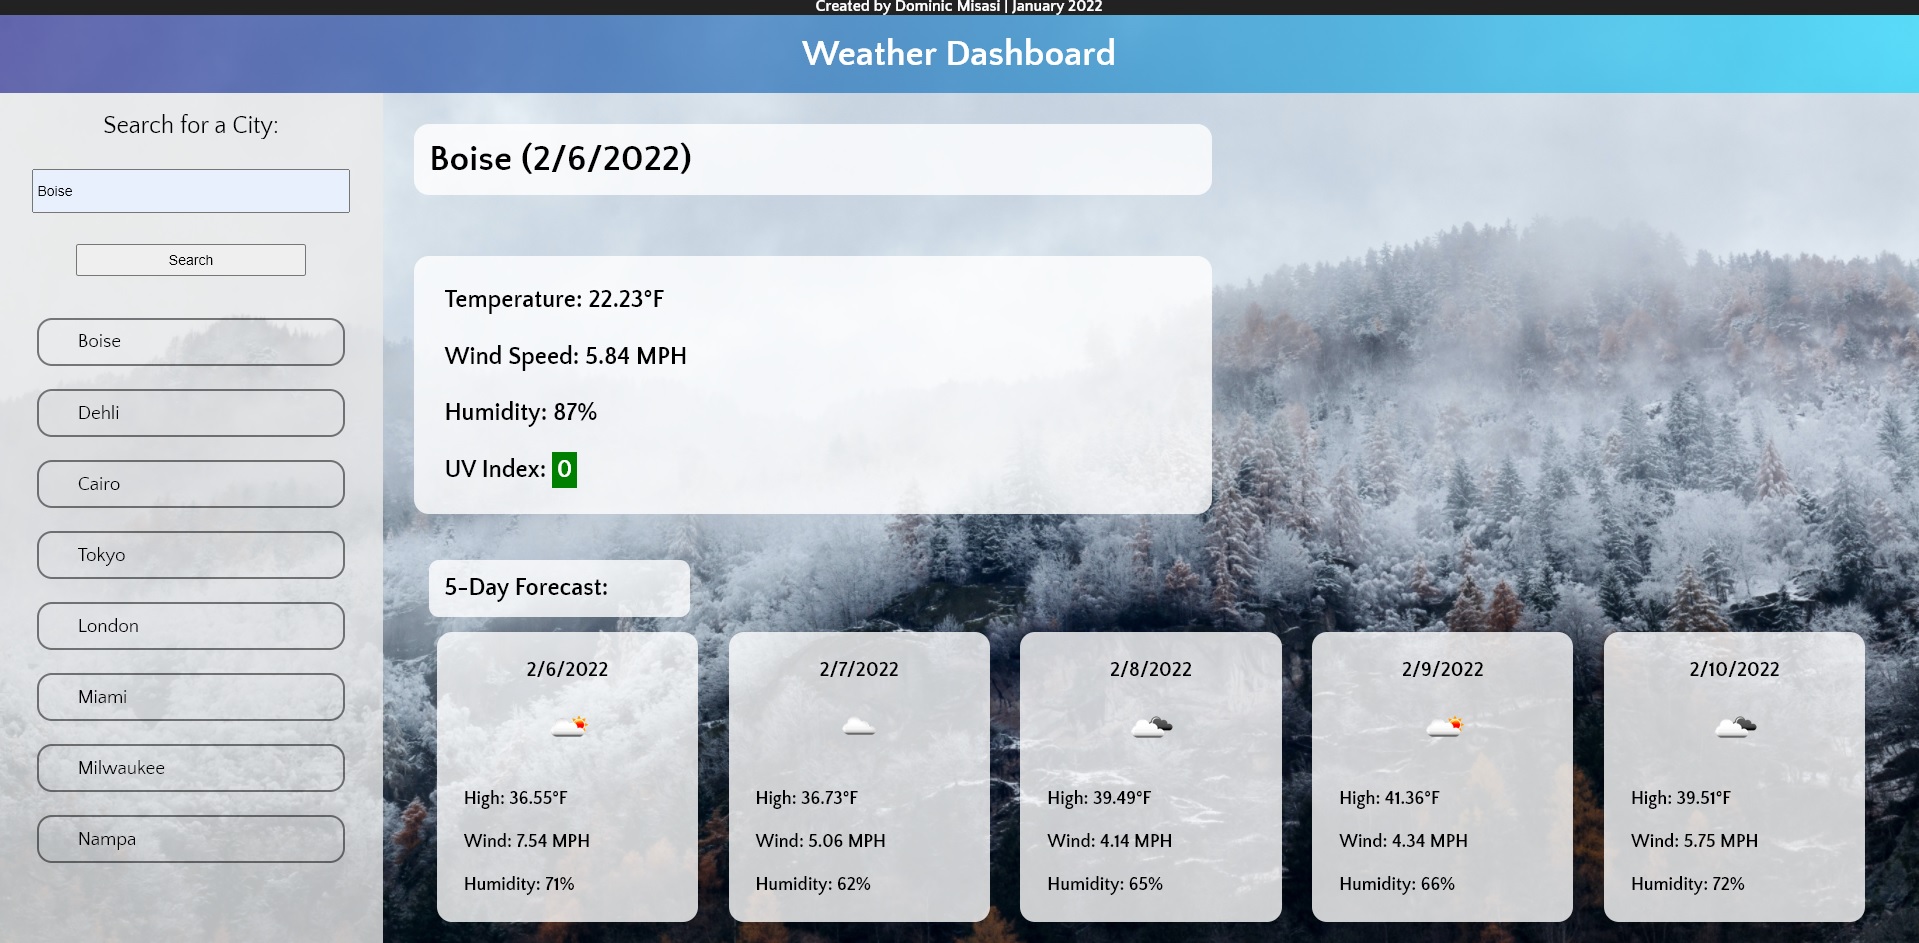 Created by Dominic Misasi | January 2022
Weather Dashboard
Search for a City:
Boise
Search
Boise
Dehli
Cairo
Tokyo
London
Miami
Milwaukee
Nampa
Boise (2/6/2022)
Temperature: 22.23°F
Wind Speed: 5.84 MPH
Humidity: 87%
UV Index: 0
5-Day Forecast:
2/6/2022
High: 36.55°F
Wind: 7.54 MPH
Humidity: 71%
2/7/2022
High: 36.73°F
Wind: 5.06 MPH
Humidity: 62%
2/8/2022
High: 39.49°F
Wind: 4.14 MPH
Humidity: 65%
2/9/2022
High: 41.36°F
Wind: 4.34 MPH
Humidity: 66%
2/10/2022
High: 39.51°F
Wind: 5.75 MPH
Humidity: 72%